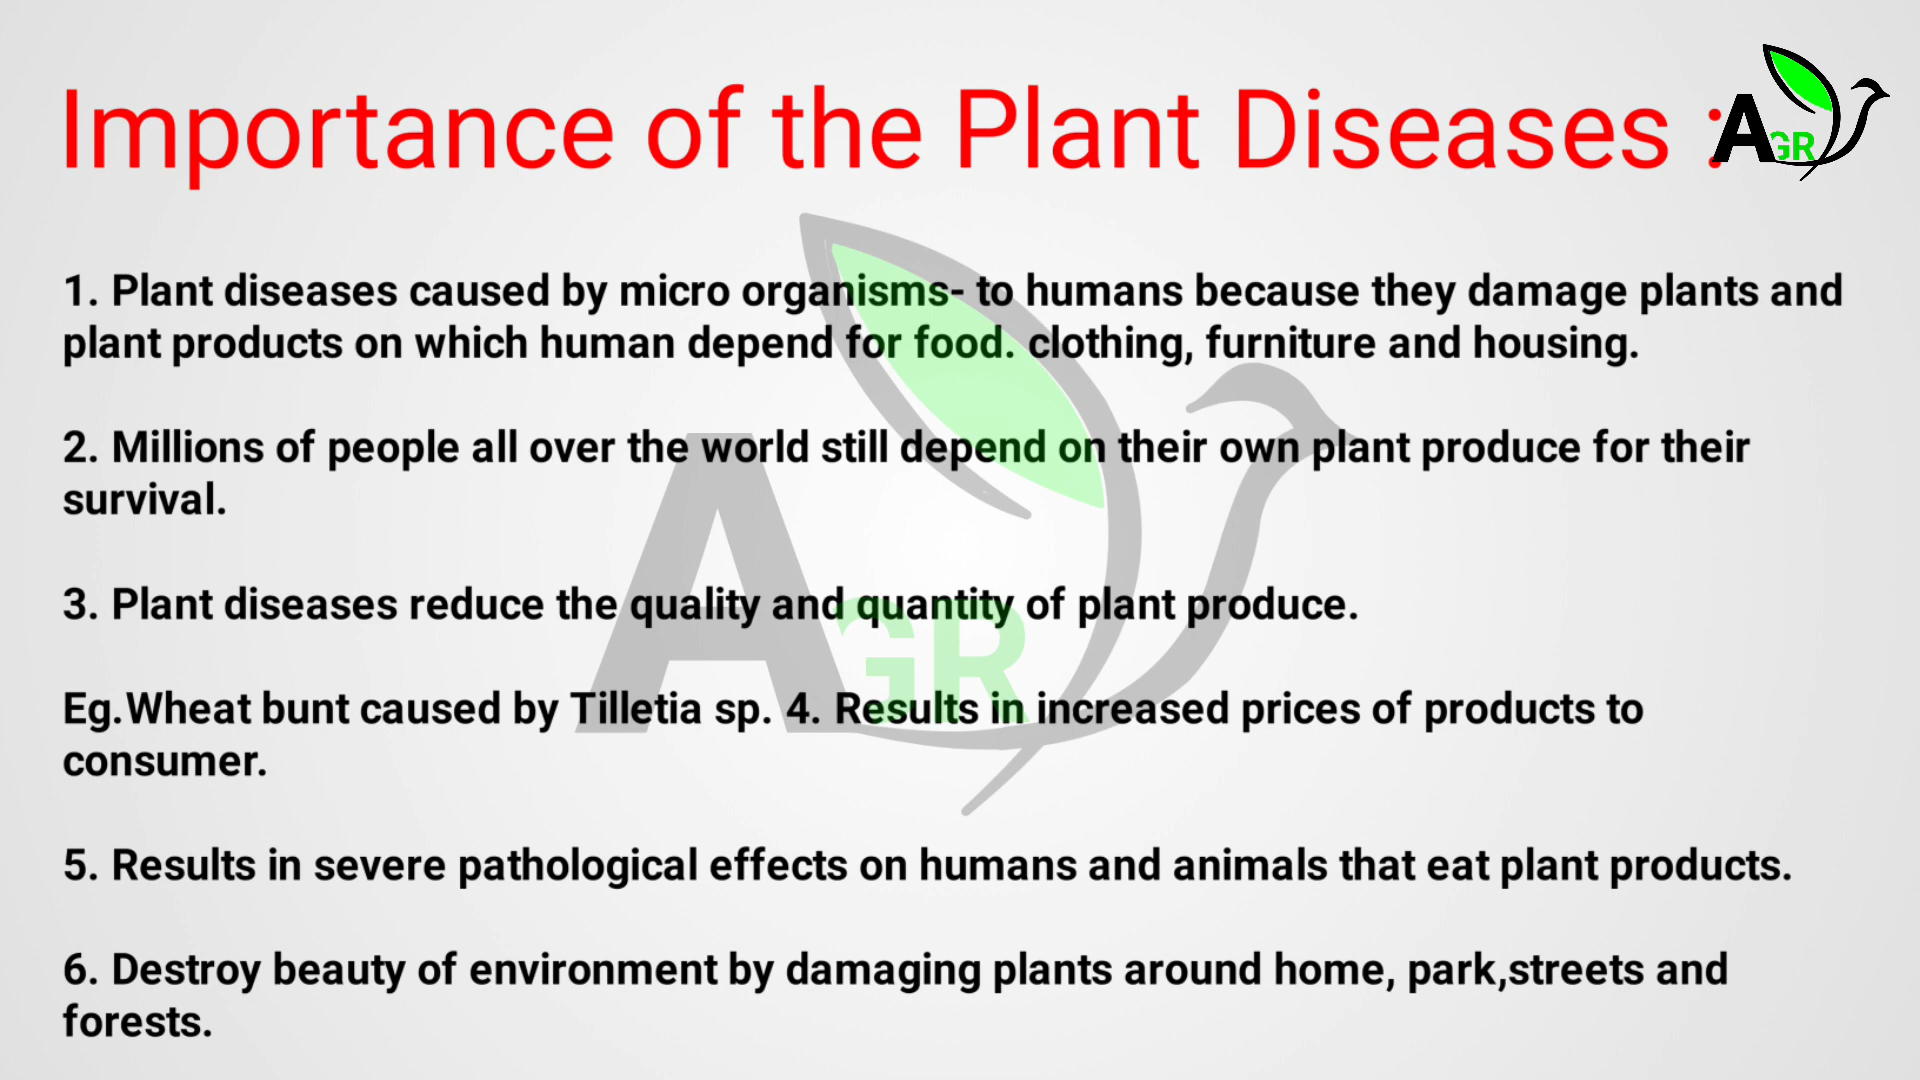 Importance of the Plant Diseases :
AGR
1. Plant diseases caused by micro organisms- to humans because they damage plants and
plant products on which human depend for food. clothing, furniture and housing.
2. Millions of people all over the world still depend on their own plant produce for their
survival.
3. Plant diseases reduce the quality and quantity of plant produce.
Eg.Wheat bunt caused by Tilletia sp. 4. Results in increased prices of products to
consumer.
5. Results in severe pathological effects on humans and animals that eat plant products.
6. Destroy beauty of environment by damaging plants around home, park,streets and
forests.
AGR